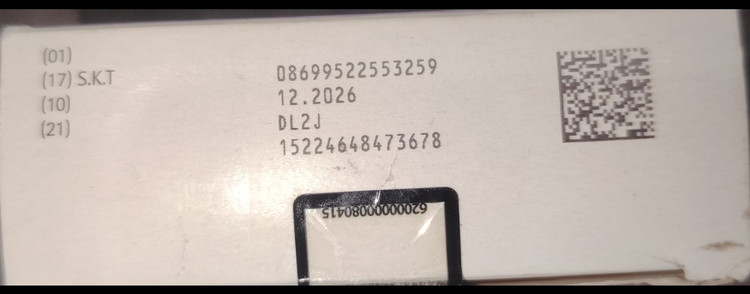 (01) 08699522553259
(17) S.K.T 12.2026
(10) DL2J
(21) 15224648473678
6200000080415